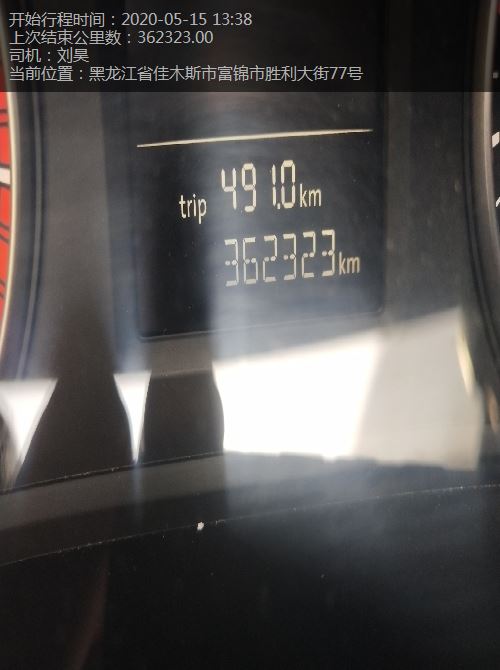 开始行程时间：2020-05-15 13:38
上次结束公里数：362323.00
司机：刘昊
当前位置：黑龙江省佳木斯市富锦市胜利大街77号
trip 491.0km
362323km